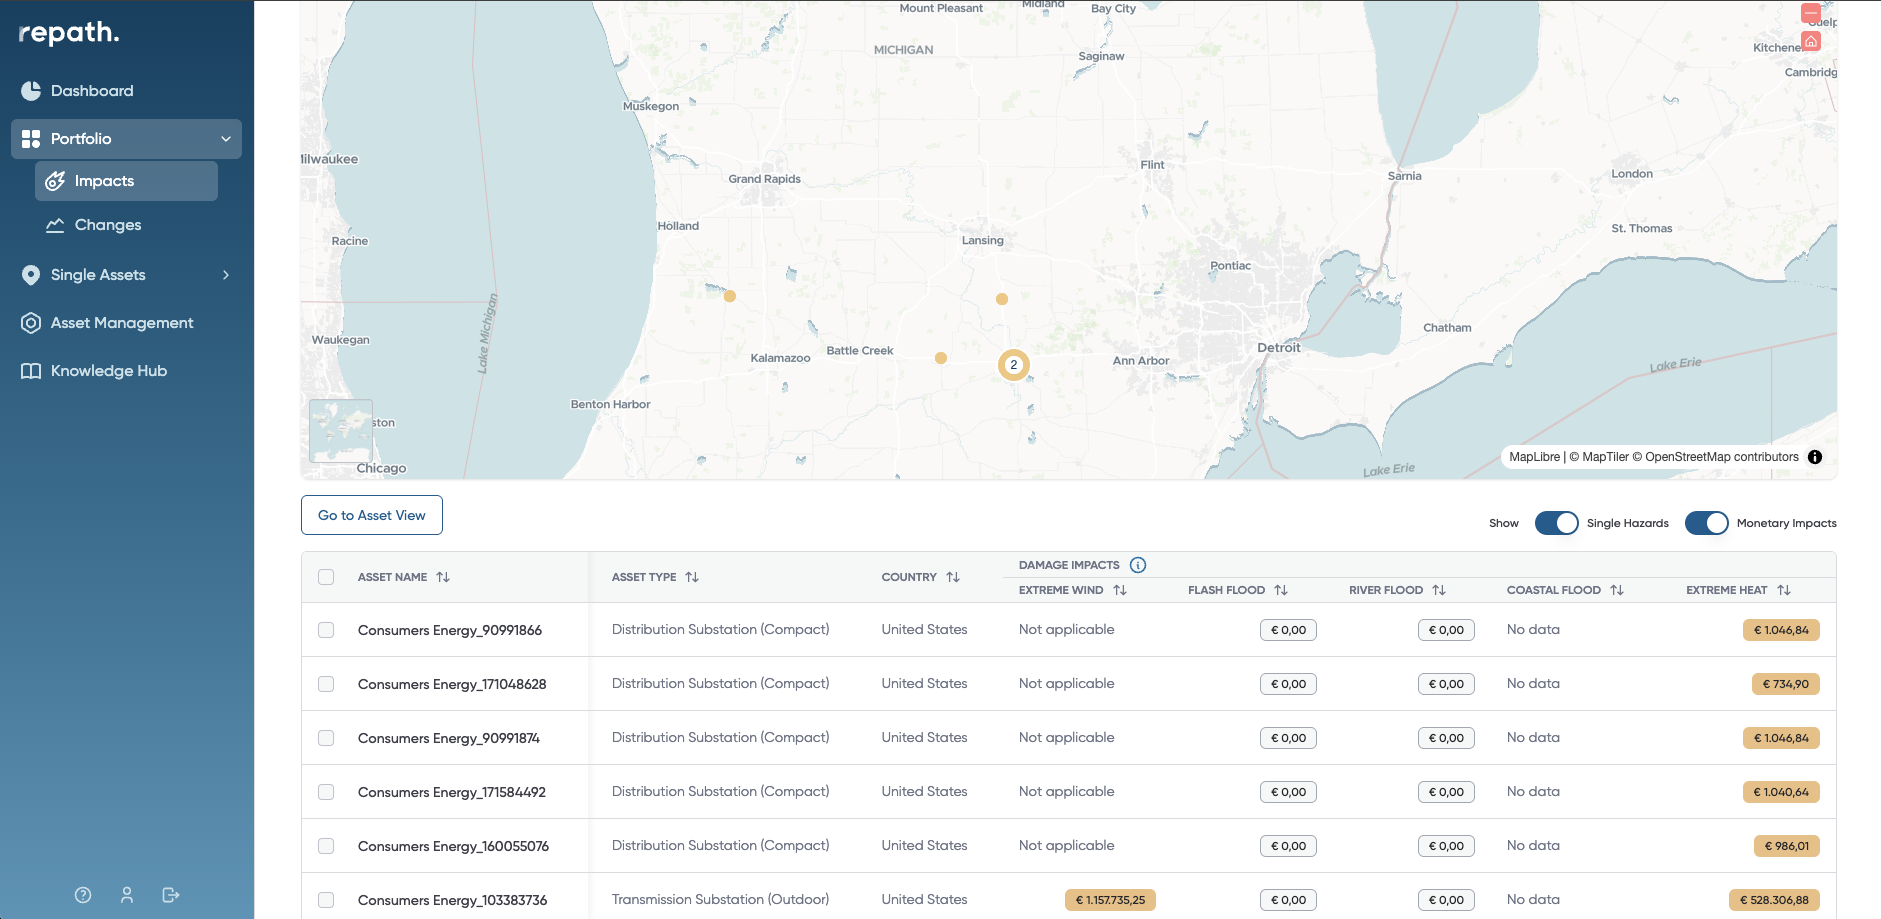 repath.
Dashboard
Portfolio
Impacts
Changes
Single Assets
Asset Management
Knowledge Hub
Mount Pleasant
Midland
Bay City
MICHIGAN
Saginaw
Guelp
Kitchener
Cambridg
Muskegon
Milwaukee
Grand Rapids
Flint
Sarnia
London
Holland
Racine
Lansing
St. Thomas
Pontiac
Lake Michigan
Waukegan
Kalamazoo
Battle Creek
2
Ann Arbor
Detroit
Chatham
Lake Erie
Benton Harbor
ston
Chicago
Lake Erie
MapLibre | © MapTiler © OpenStreetMap contributors
Go to Asset View
Show Single Hazards Monetary Impacts
ASSET NAME ASSET TYPE COUNTRY DAMAGE IMPACTS
EXTREME WIND FLASH FLOOD RIVER FLOOD COASTAL FLOOD EXTREME HEAT
Consumers Energy_90991866 Distribution Substation (Compact) United States Not applicable € 0,00 € 0,00 No data € 1.046,84
Consumers Energy_171048628 Distribution Substation (Compact) United States Not applicable € 0,00 € 0,00 No data € 734,90
Consumers Energy_90991874 Distribution Substation (Compact) United States Not applicable € 0,00 € 0,00 No data € 1.046,84
Consumers Energy_171584492 Distribution Substation (Compact) United States Not applicable € 0,00 € 0,00 No data € 1.040,64
Consumers Energy_160055076 Distribution Substation (Compact) United States Not applicable € 0,00 € 0,00 No data € 986,01
Consumers Energy_103383736 Transmission Substation (Outdoor) United States € 1.157.735,25 € 0,00 € 0,00 No data € 528.306,88